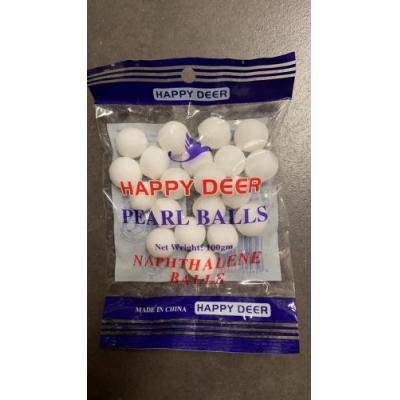 HAPPY DEER
HAPPY DEER
PEARL BALLS
Net Weight: 100gm
NAPHTHALENE
BALLS
MADE IN CHINA HAPPY DEER